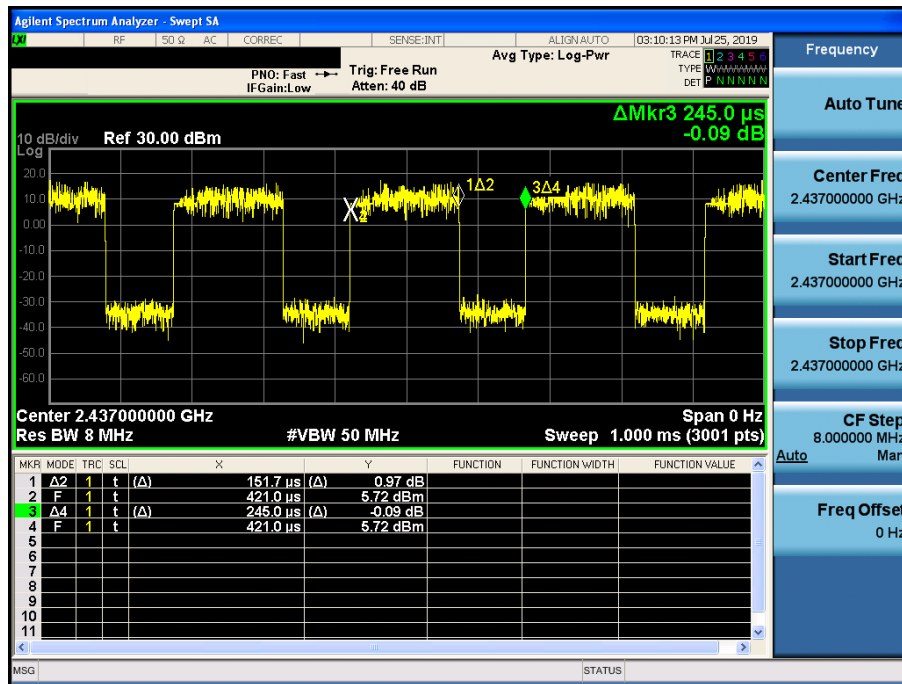 Agilent Spectrum Analyzer - Swept SA
LXI RF 50 Ω AC CORREC SENSE:INT ALIGN AUTO 03:10:13 PM Jul 25, 2019
Avg Type: Log-Pwr
TRACE 1 2 3 4 5 6
TYPE WWWWWWW
DET P N N N N N
PNO: Fast Trig: Free Run
IFGain:Low Atten: 40 dB
ΔMkr3 245.0 µs
-0.09 dB
10 dB/div Ref 30.00 dBm
Log
20.0
10.0
0.00
-10.0
-20.0
-30.0
-40.0
-50.0
-60.0
1Δ2
3Δ4
Center 2.437000000 GHz Span 0 Hz
Res BW 8 MHz #VBW 50 MHz Sweep 1.000 ms (3001 pts)
MKR MODE TRC SCL X Y FUNCTION FUNCTION WIDTH FUNCTION VALUE
1 Δ2 1 t (Δ) 151.7 µs (Δ) 0.97 dB
2 F 1 t 421.0 µs 5.72 dBm
3 Δ4 1 t (Δ) 245.0 µs (Δ) -0.09 dB
4 F 1 t 421.0 µs 5.72 dBm
5
6
7
8
9
10
11
MSG STATUS
Frequency
Auto Tune
Center Freq
2.437000000 GHz
Start Freq
2.437000000 GHz
Stop Freq
2.437000000 GHz
CF Step
8.000000 MHz
Auto Man
Freq Offset
0 Hz